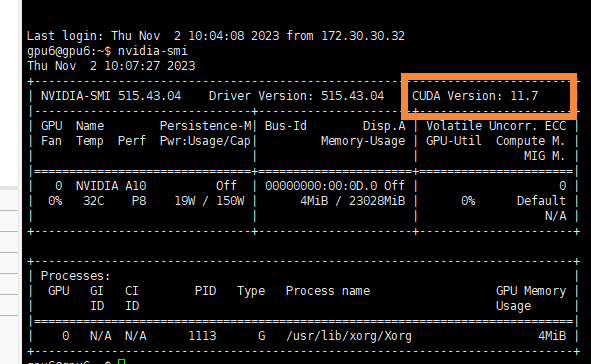 Last login: Thu Nov  2 10:04:08 2023 from 172.30.30.32
gpu6@gpu6:~$ nvidia-smi
Thu Nov  2 10:07:27 2023
+-----------------------------------------------------------------------------+
| NVIDIA-SMI 515.43.04    Driver Version: 515.43.04    CUDA Version: 11.7     |
|-------------------------------+----------------------+----------------------+
| GPU  Name        Persistence-M| Bus-Id        Disp.A | Volatile Uncorr. ECC |
| Fan  Temp  Perf  Pwr:Usage/Cap|         Memory-Usage | GPU-Util  Compute M. |
|                               |                      |               MIG M. |
|===============================+======================+======================|
|   0  NVIDIA A10          Off  | 00000000:00:0D.0 Off |                    0 |
|  0%   32C    P8    19W / 150W |      4MiB / 23028MiB |      0%      Default |
|                               |                      |                  N/A |
+-------------------------------+----------------------+----------------------+
+-----------------------------------------------------------------------------+
| Processes:                                                                  |
|  GPU   GI   CI        PID   Type   Process name                  GPU Memory |
|        ID   ID                                                   Usage      |
|=============================================================================|
|    0   N/A  N/A      1113      G   /usr/lib/xorg/Xorg                  4MiB |
+-----------------------------------------------------------------------------+
gpu6@gpu6:~$